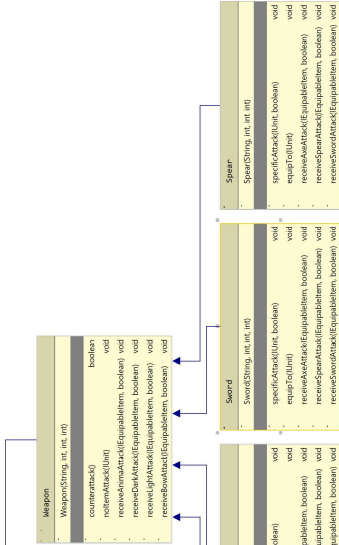 Weapon
Weapon(String, int, int, int)
counterattack() boolean
noItemAttack(IUnit) void
receiveAnimaAttack(IEquipableItem, boolean) void
receiveDarkAttack(IEquipableItem, boolean) void
receiveLightAttack(IEquipableItem, boolean) void
receiveBowAttack(IEquipableItem, boolean) void
void
void
boolean) void
boolean) void
boolean) void
Sword
Sword(String, int, int, int)
specificAttack(IUnit, boolean) void
equipTo(IUnit) void
receiveAxeAttack(IEquipableItem, boolean) void
receiveSpearAttack(IEquipableItem, boolean) void
receiveSwordAttack(IEquipableItem, boolean) void
Spear
Spear(String, int, int int)
specificAttack(IUnit, boolean) void
equipTo(IUnit) void
receiveAxeAttack(IEquipableItem, boolean) void
receiveSpearAttack(IEquipableItem, boolean) void
receiveSwordAttack(IEquipableItem, boolean) void